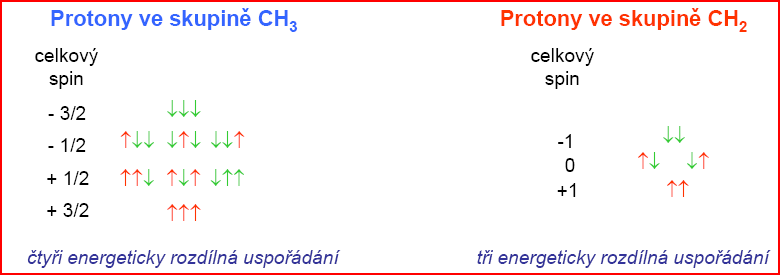 Protony ve skupině CH₃
celkový
spin
- 3/2 ↓↓↓
- 1/2 ↑↓↓ ↓↑↓ ↓↓↑
+ 1/2 ↑↑↓ ↑↓↑ ↓↑↑
+ 3/2 ↑↑↑
čtyři energeticky rozdílná uspořádání
Protony ve skupině CH₂
celkový
spin
-1 ↓↓
0 ↑↓ ↓↑
+1 ↑↑
tři energeticky rozdílná uspořádání